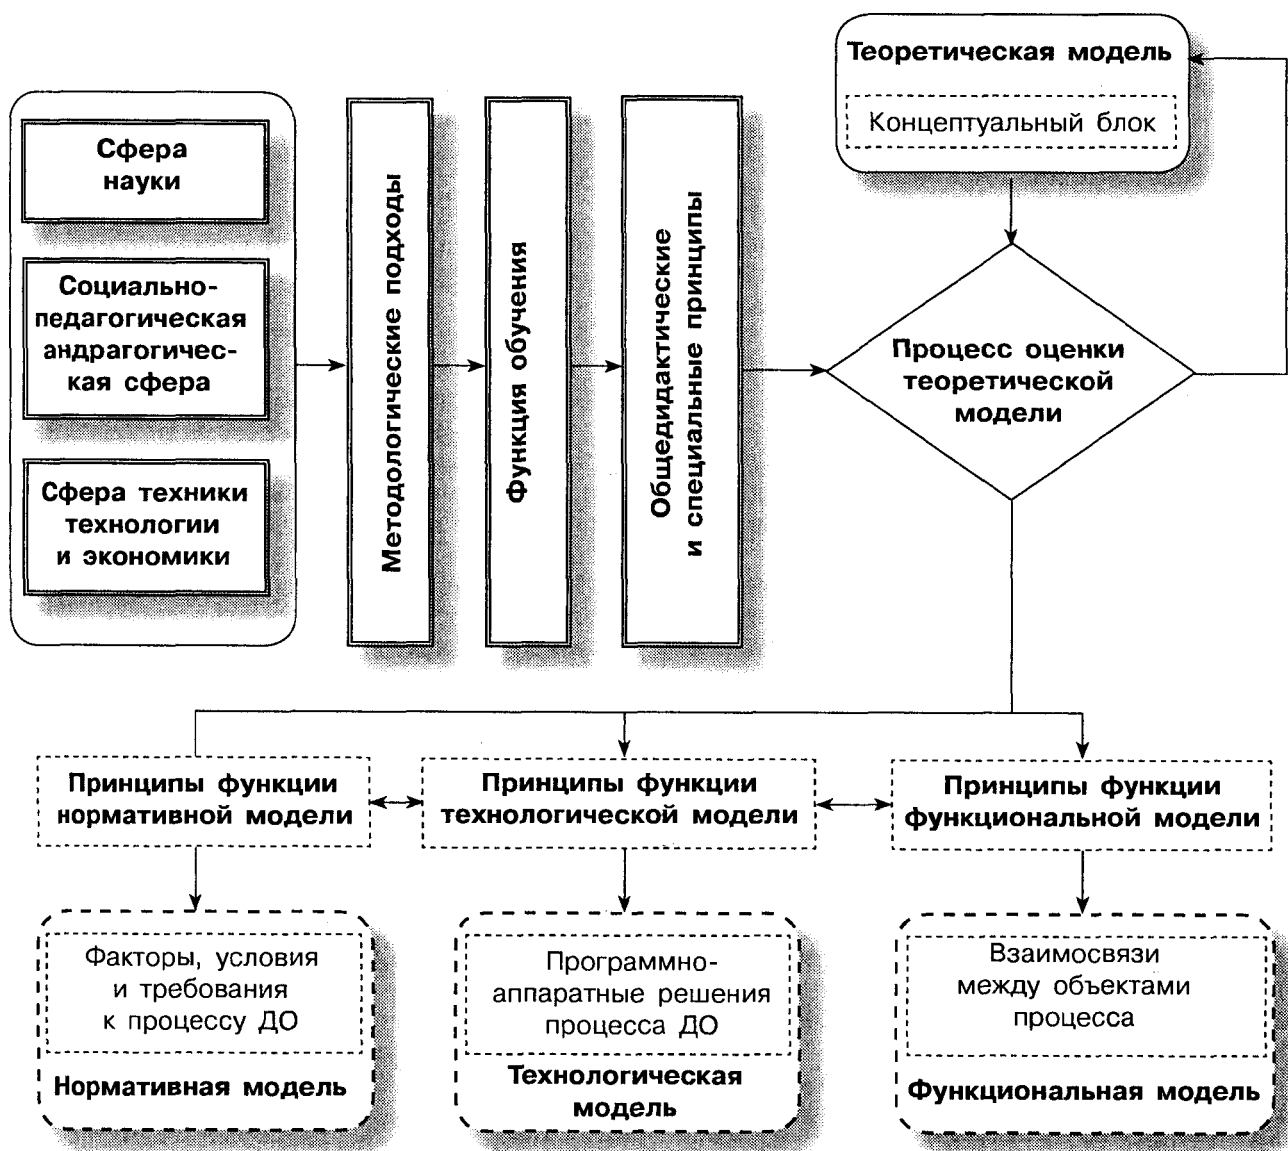 Теоретическая модель
Концептуальный блок
Сфера
науки
Социально-
педагогическая
андрагогичес-
кая сфера
Сфера техники
технологии
и экономики
Методологические подходы
Функция обучения
Общедидактические
и специальные принципы
Процесс оценки
теоретической
модели
Принципы функции
нормативной модели
Принципы функции
технологической модели
Принципы функции
функциональной модели
Факторы, условия
и требования
к процессу ДО
Нормативная модель
Программно-
аппаратные решения
процесса ДО
Технологическая
модель
Взаимосвязи
между объектами
процесса
Функциональная модель